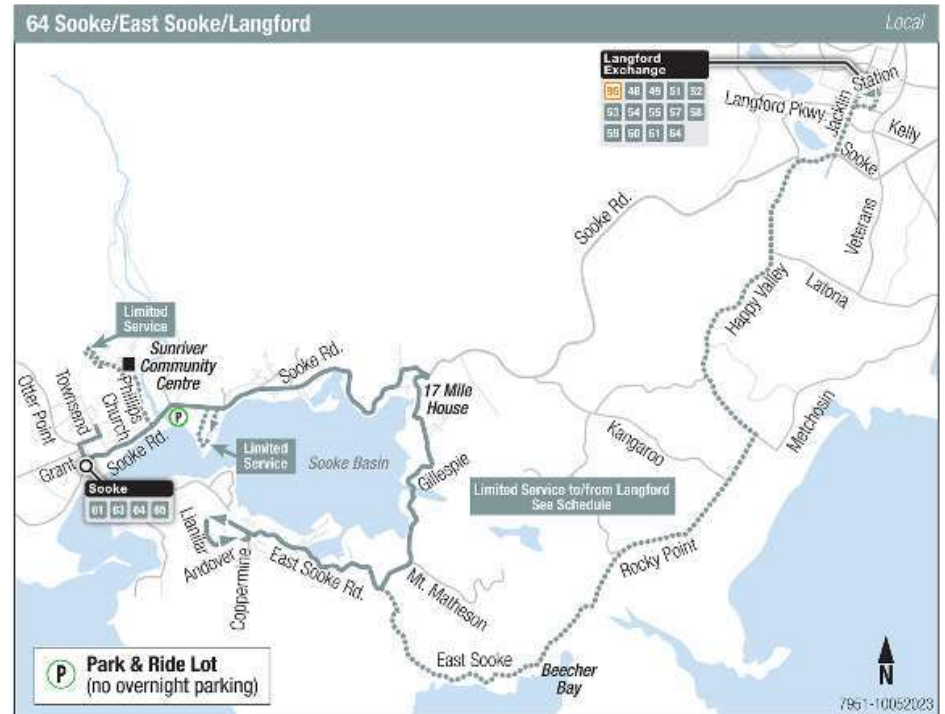 64 Sooke/East Sooke/Langford
Local
Langford
Exchange
95 48 49 51 52
53 54 55 57 58
59 60 61 64
Station
Langford Pkwy
Jacklin
Kelly
Sooke
Veterans
Sooke Rd.
Happy Valley
Latoria
Limited
Service
Sunriver
Community
Centre
Sooke Rd.
17 Mile
House
Otter Point
Townsend
Phillips
Church
P
Sooke Rd.
Grant
Limited
Service
Sooke Basin
Gillespie
Kangaroo
Metchosin
Sooke
61 63 64 65
Limited Service to/from Langford
See Schedule
Llanilar
Andover
Coppermine
East Sooke Rd.
Mt. Matheson
Rocky Point
East Sooke
Beecher
Bay
P Park & Ride Lot
(no overnight parking)
N
7951-10052023